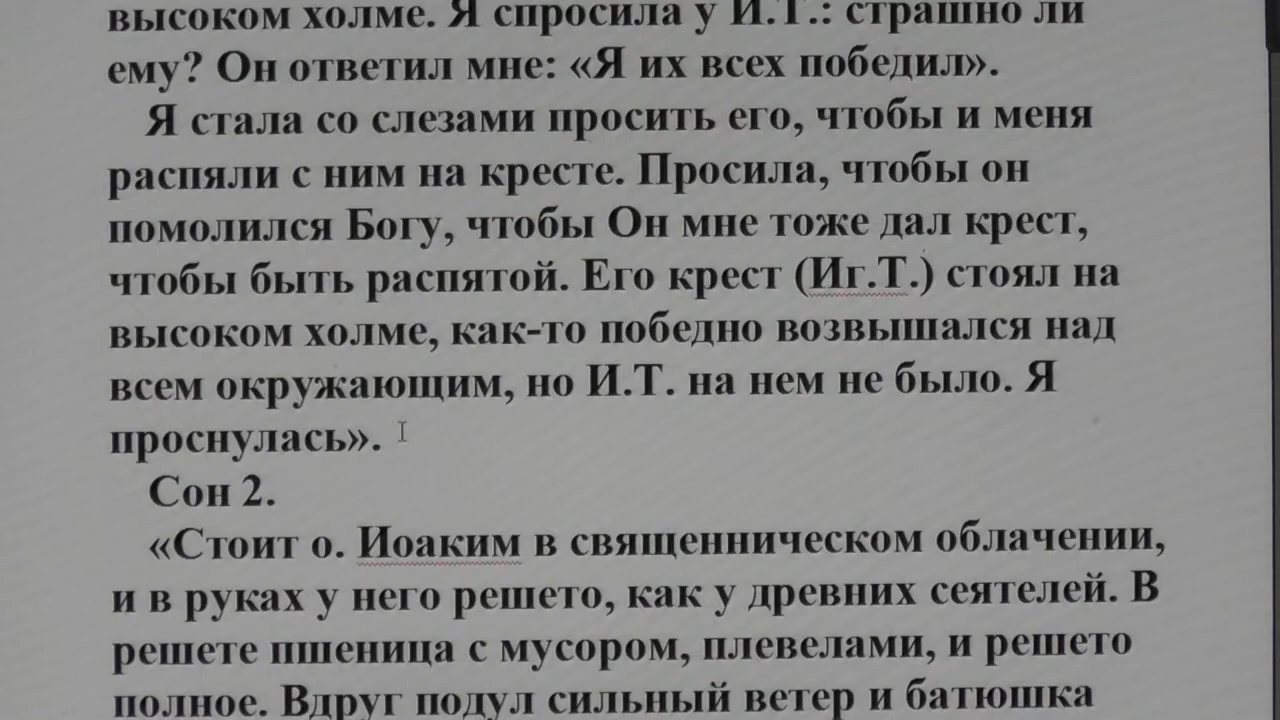 высоком холме. Я спросила у И.Т.: страшно ли
ему? Он ответил мне: «Я их всех победил».
Я стала со слезами просить его, чтобы и меня
распяли с ним на кресте. Просила, чтобы он
помолился Богу, чтобы Он мне тоже дал крест,
чтобы быть распятой. Его крест (Иг.Т.) стоял на
высоком холме, как-то победно возвышался над
всем окружающим, но И.Т. на нем не было. Я
проснулась».
Сон 2.
«Стоит о. Иоаким в священническом облачении,
и в руках у него решето, как у древних сеятелей. В
решете пшеница с мусором, плевелами, и решето
полное. Вдруг подул сильный ветер и батюшка